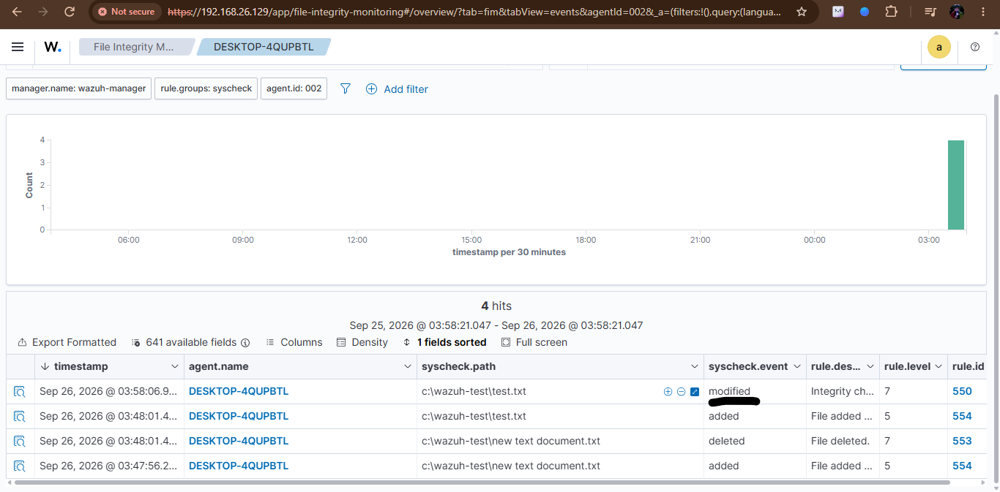 Not secure https://192.168.26.129/app/file-integrity-monitoring#/overview/?tab=fim&tabView=events&agentId=002&_a=(filters:!(),query:(langua...
W. File Integrity M... DESKTOP-4QUPBTL a
manager.name: wazuh-manager rule.groups: syscheck agent.id: 002 Add filter
4
3
2
1
0
Count
06:00 09:00 12:00 15:00 18:00 21:00 00:00 03:00
timestamp per 30 minutes
4 hits
Sep 25, 2026 @ 03:58:21.047 - Sep 26, 2026 @ 03:58:21.047
Export Formatted 641 available fields Columns Density 1 fields sorted Full screen
timestamp agent.name syscheck.path syscheck.event rule.des... rule.level rule.id
Sep 26, 2026 @ 03:58:06.9... DESKTOP-4QUPBTL c:\wazuh-test\test.txt modified Integrity ch... 7 550
Sep 26, 2026 @ 03:48:01.4... DESKTOP-4QUPBTL c:\wazuh-test\test.txt added File added ... 5 554
Sep 26, 2026 @ 03:48:01.4... DESKTOP-4QUPBTL c:\wazuh-test\new text document.txt deleted File deleted. 7 553
Sep 26, 2026 @ 03:47:56.2... DESKTOP-4QUPBTL c:\wazuh-test\new text document.txt added File added ... 5 554